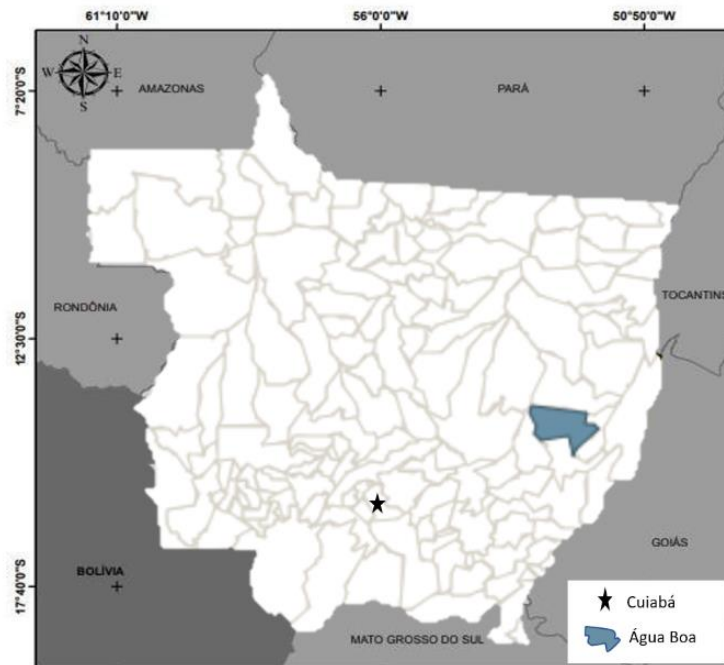 61°10'0"W 56°0'0"W 50°50'0"W
N
W E
S
7°20'0"S
AMAZONAS
PARÁ
RONDÔNIA
TOCANTINS
12°30'0"S
GOIÁS
BOLÍVIA
17°40'0"S
MATO GROSSO DO SUL
Cuiabá
Água Boa